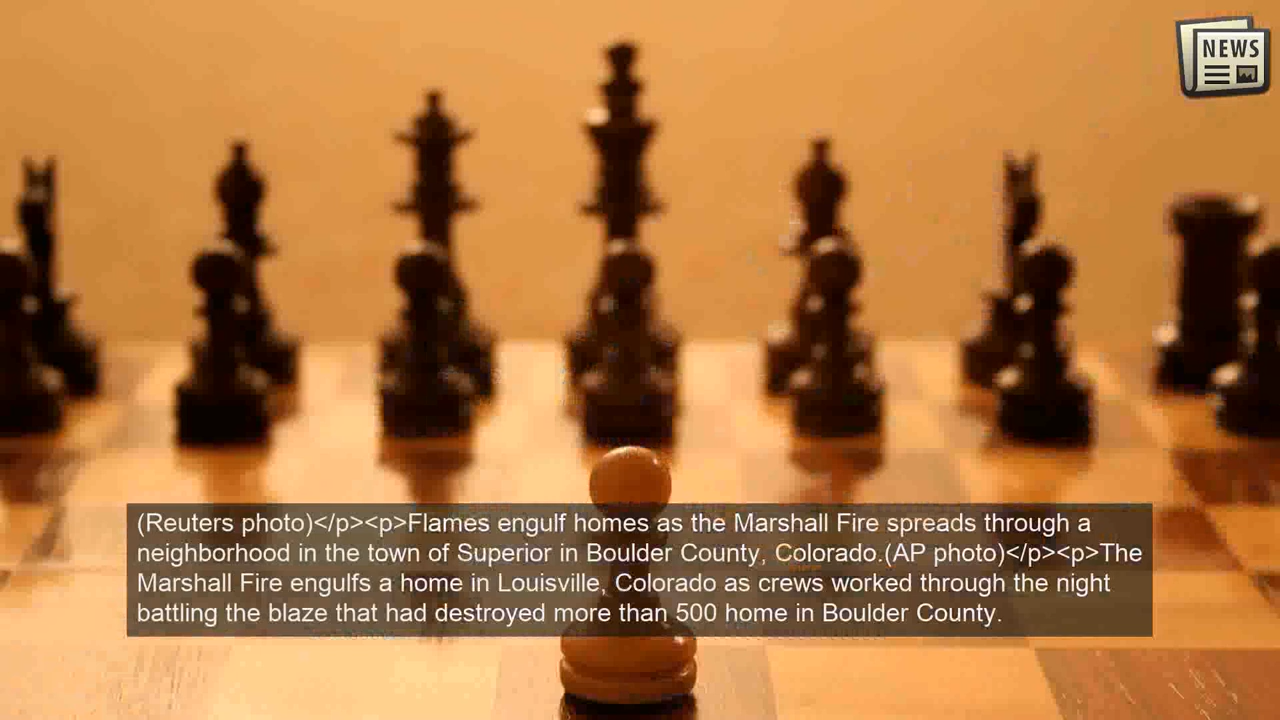 NEWS
(Reuters photo)</p><p>Flames engulf homes as the Marshall Fire spreads through a
neighborhood in the town of Superior in Boulder County, Colorado.(AP photo)</p><p>The
Marshall Fire engulfs a home in Louisville, Colorado as crews worked through the night
battling the blaze that had destroyed more than 500 home in Boulder County.